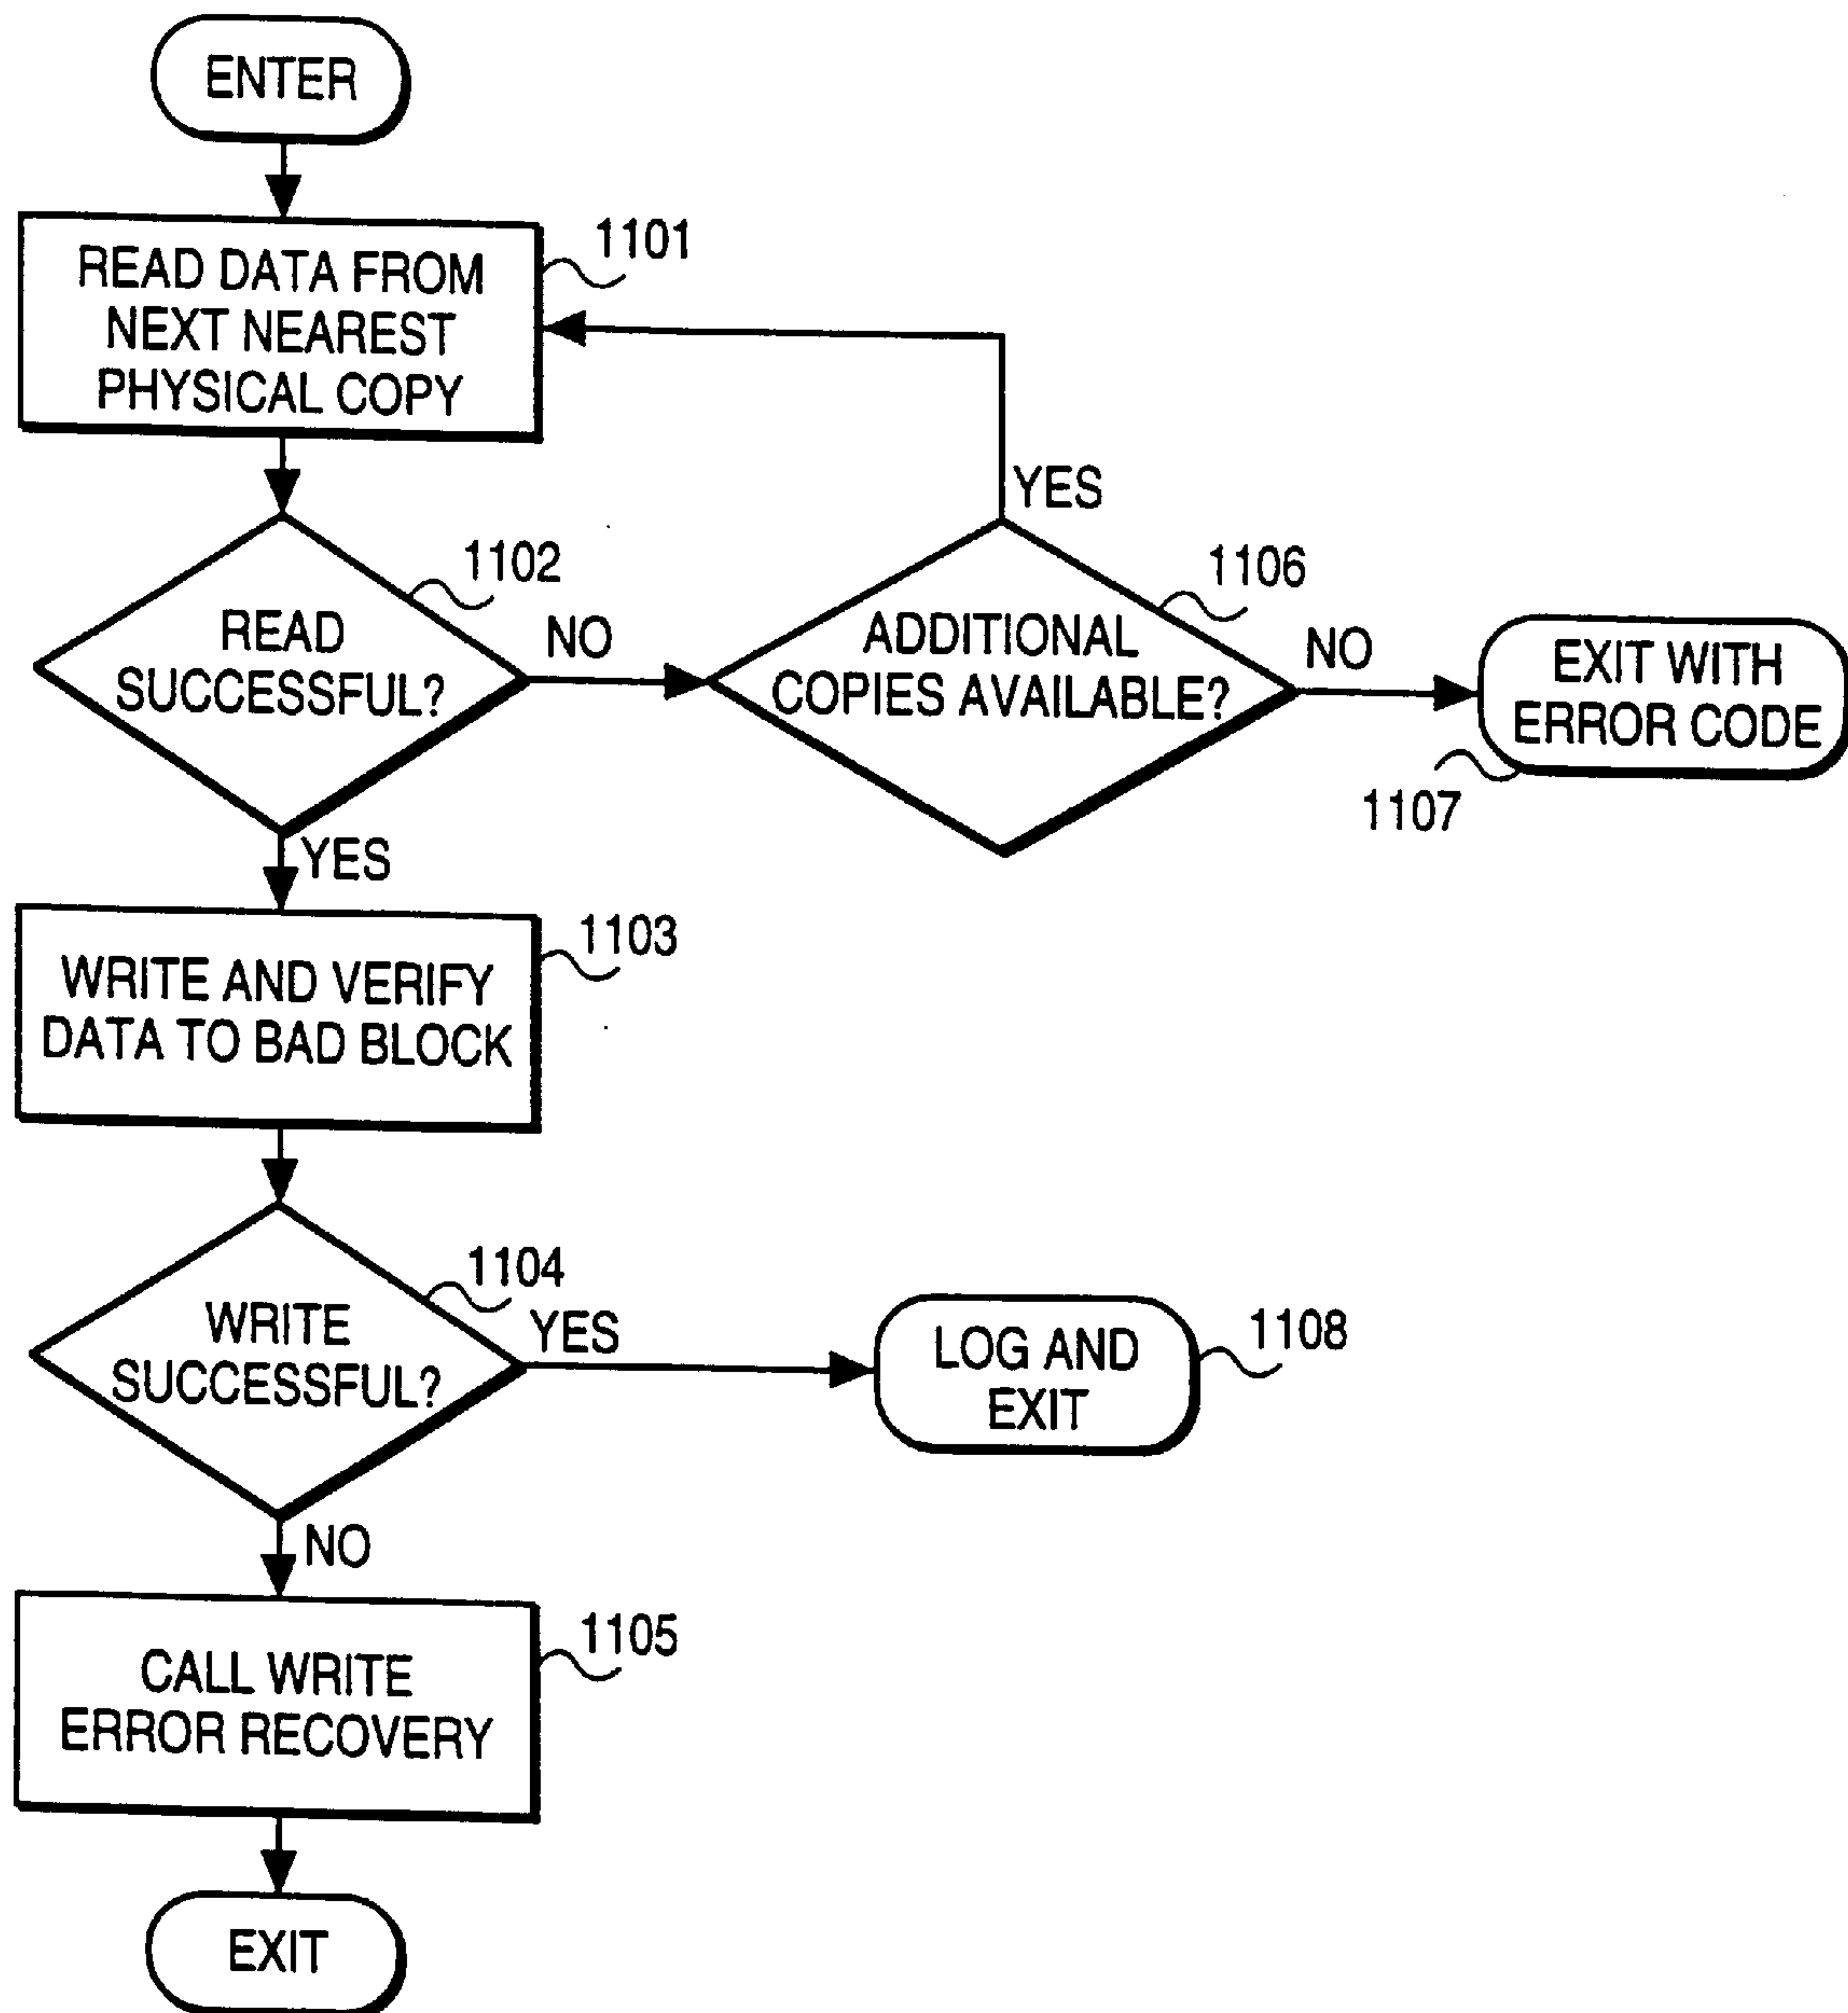 ENTER
1101
READ DATA FROM
NEXT NEAREST
PHYSICAL COPY
YES
1102
1106
READ
SUCCESSFUL?
NO
ADDITIONAL
COPIES AVAILABLE?
NO
EXIT WITH
ERROR CODE
1107
YES
1103
WRITE AND VERIFY
DATA TO BAD BLOCK
1104
WRITE
SUCCESSFUL?
YES
LOG AND
EXIT
1108
NO
1105
CALL WRITE
ERROR RECOVERY
EXIT